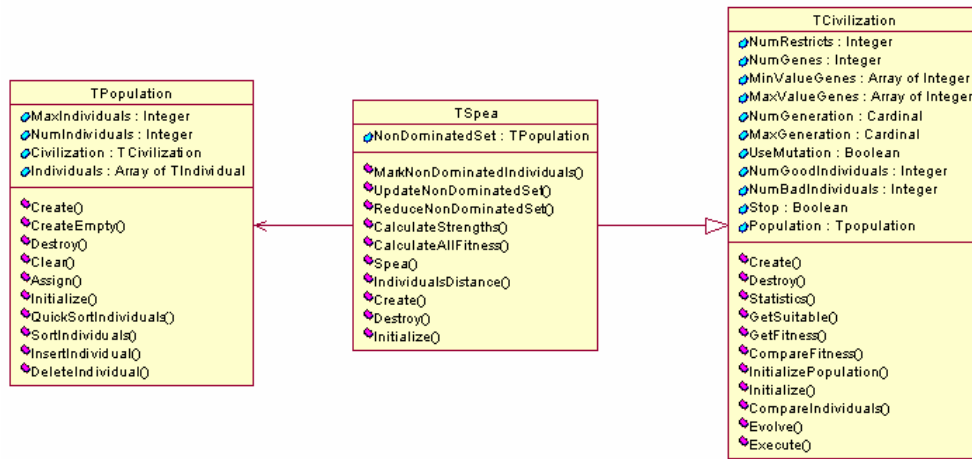 TPopulation
MaxIndividuals : Integer
NumIndividuals : Integer
Civilization : TCivilization
Individuals : Array of TIndividual
Create()
CreateEmpty()
Destroy()
Clear()
Assign()
Initialize()
QuickSortIndividuals()
SortIndividuals()
InsertIndividual()
DeleteIndividual()
TSpea
NonDominatedSet : TPopulation
MarkNonDominatedIndividuals()
UpdateNonDominatedSet()
ReduceNonDominatedSet()
CalculateStrengths()
CalculateAllFitness()
Spea()
IndividualsDistance()
Create()
Destroy()
Initialize()
TCivilization
NumRestricts : Integer
NumGenes : Integer
MinValueGenes : Array of Integer
MaxValueGenes : Array of Integer
NumGeneration : Cardinal
MaxGeneration : Cardinal
UseMutation : Boolean
NumGoodIndividuals : Integer
NumBadIndividuals : Integer
Stop : Boolean
Population : Tpopulation
Create()
Destroy()
Statistics()
GetSuitable()
GetFitness()
CompareFitness()
InitializePopulation()
Initialize()
CompareIndividuals()
Evolve()
Execute()